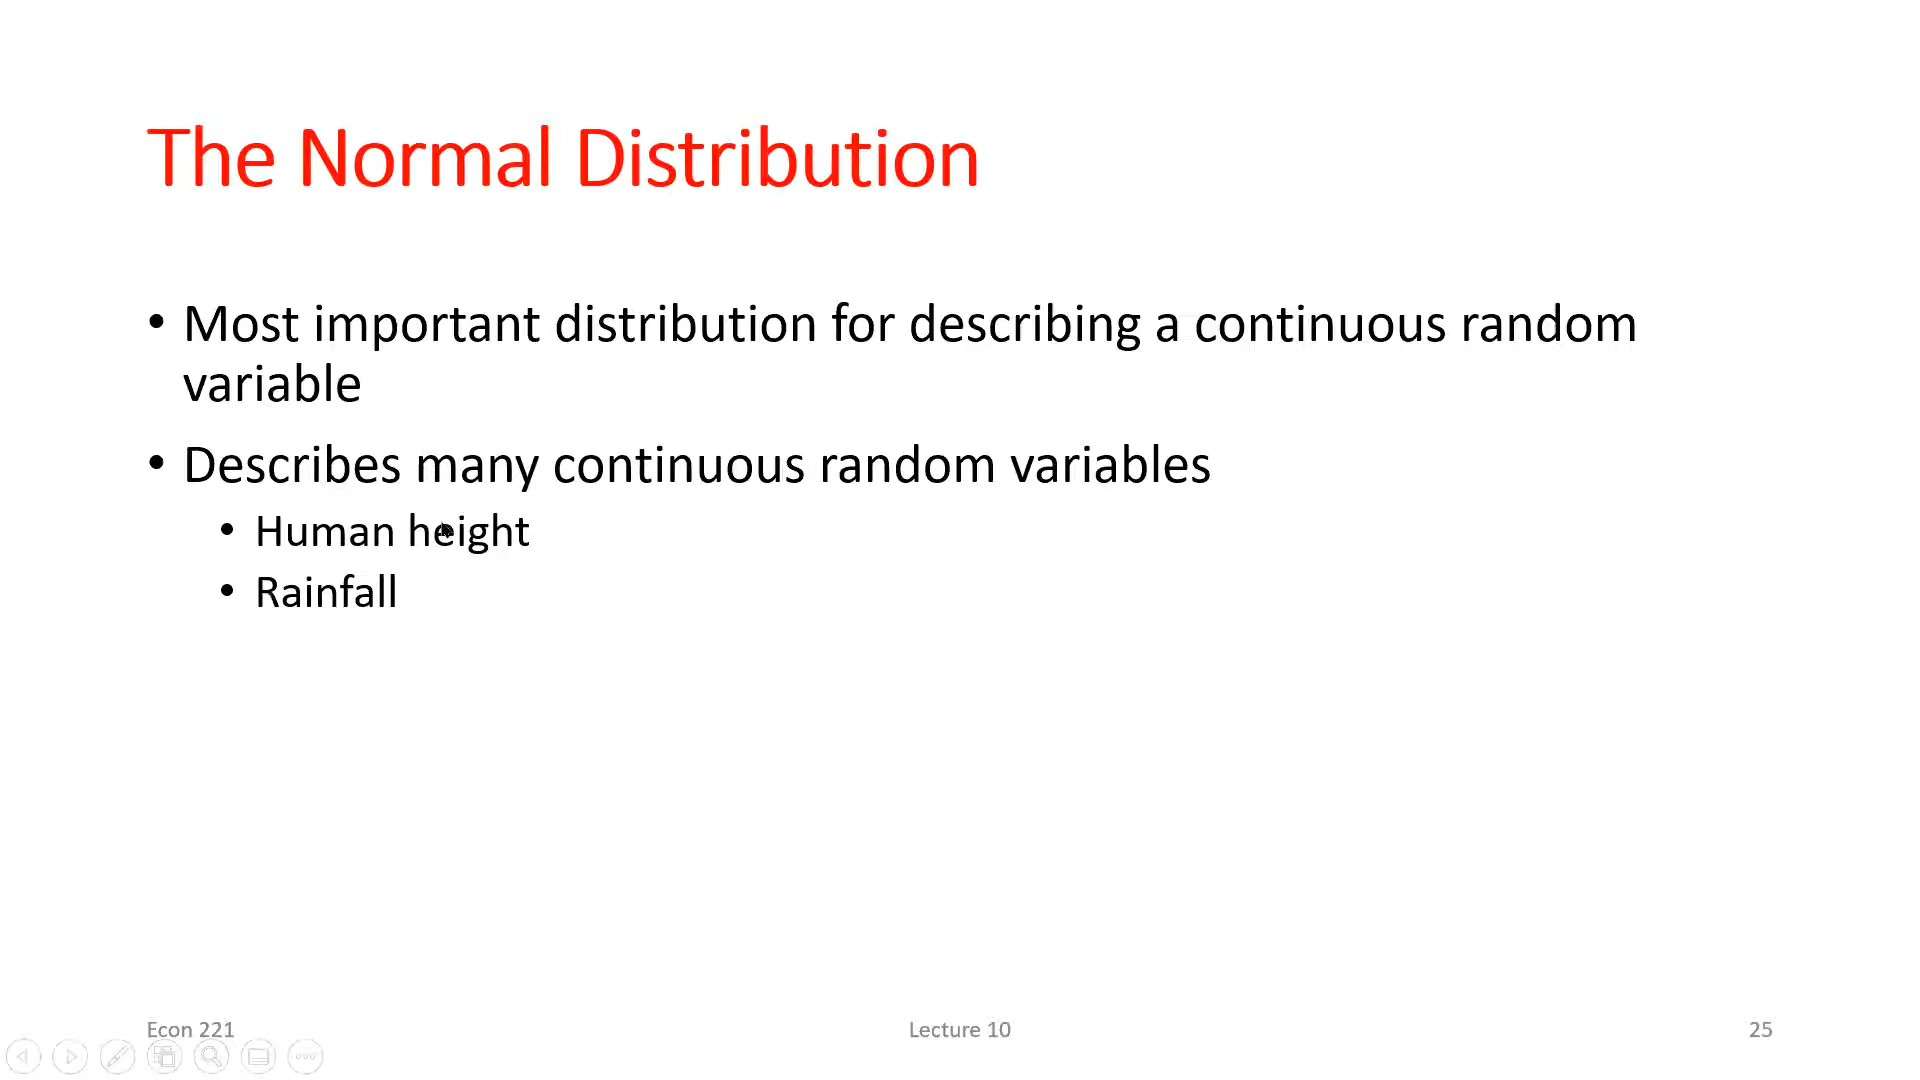 The Normal Distribution
• Most important distribution for describing a continuous random
variable
• Describes many continuous random variables
• Human height
• Rainfall
Econ 221
Lecture 10
25